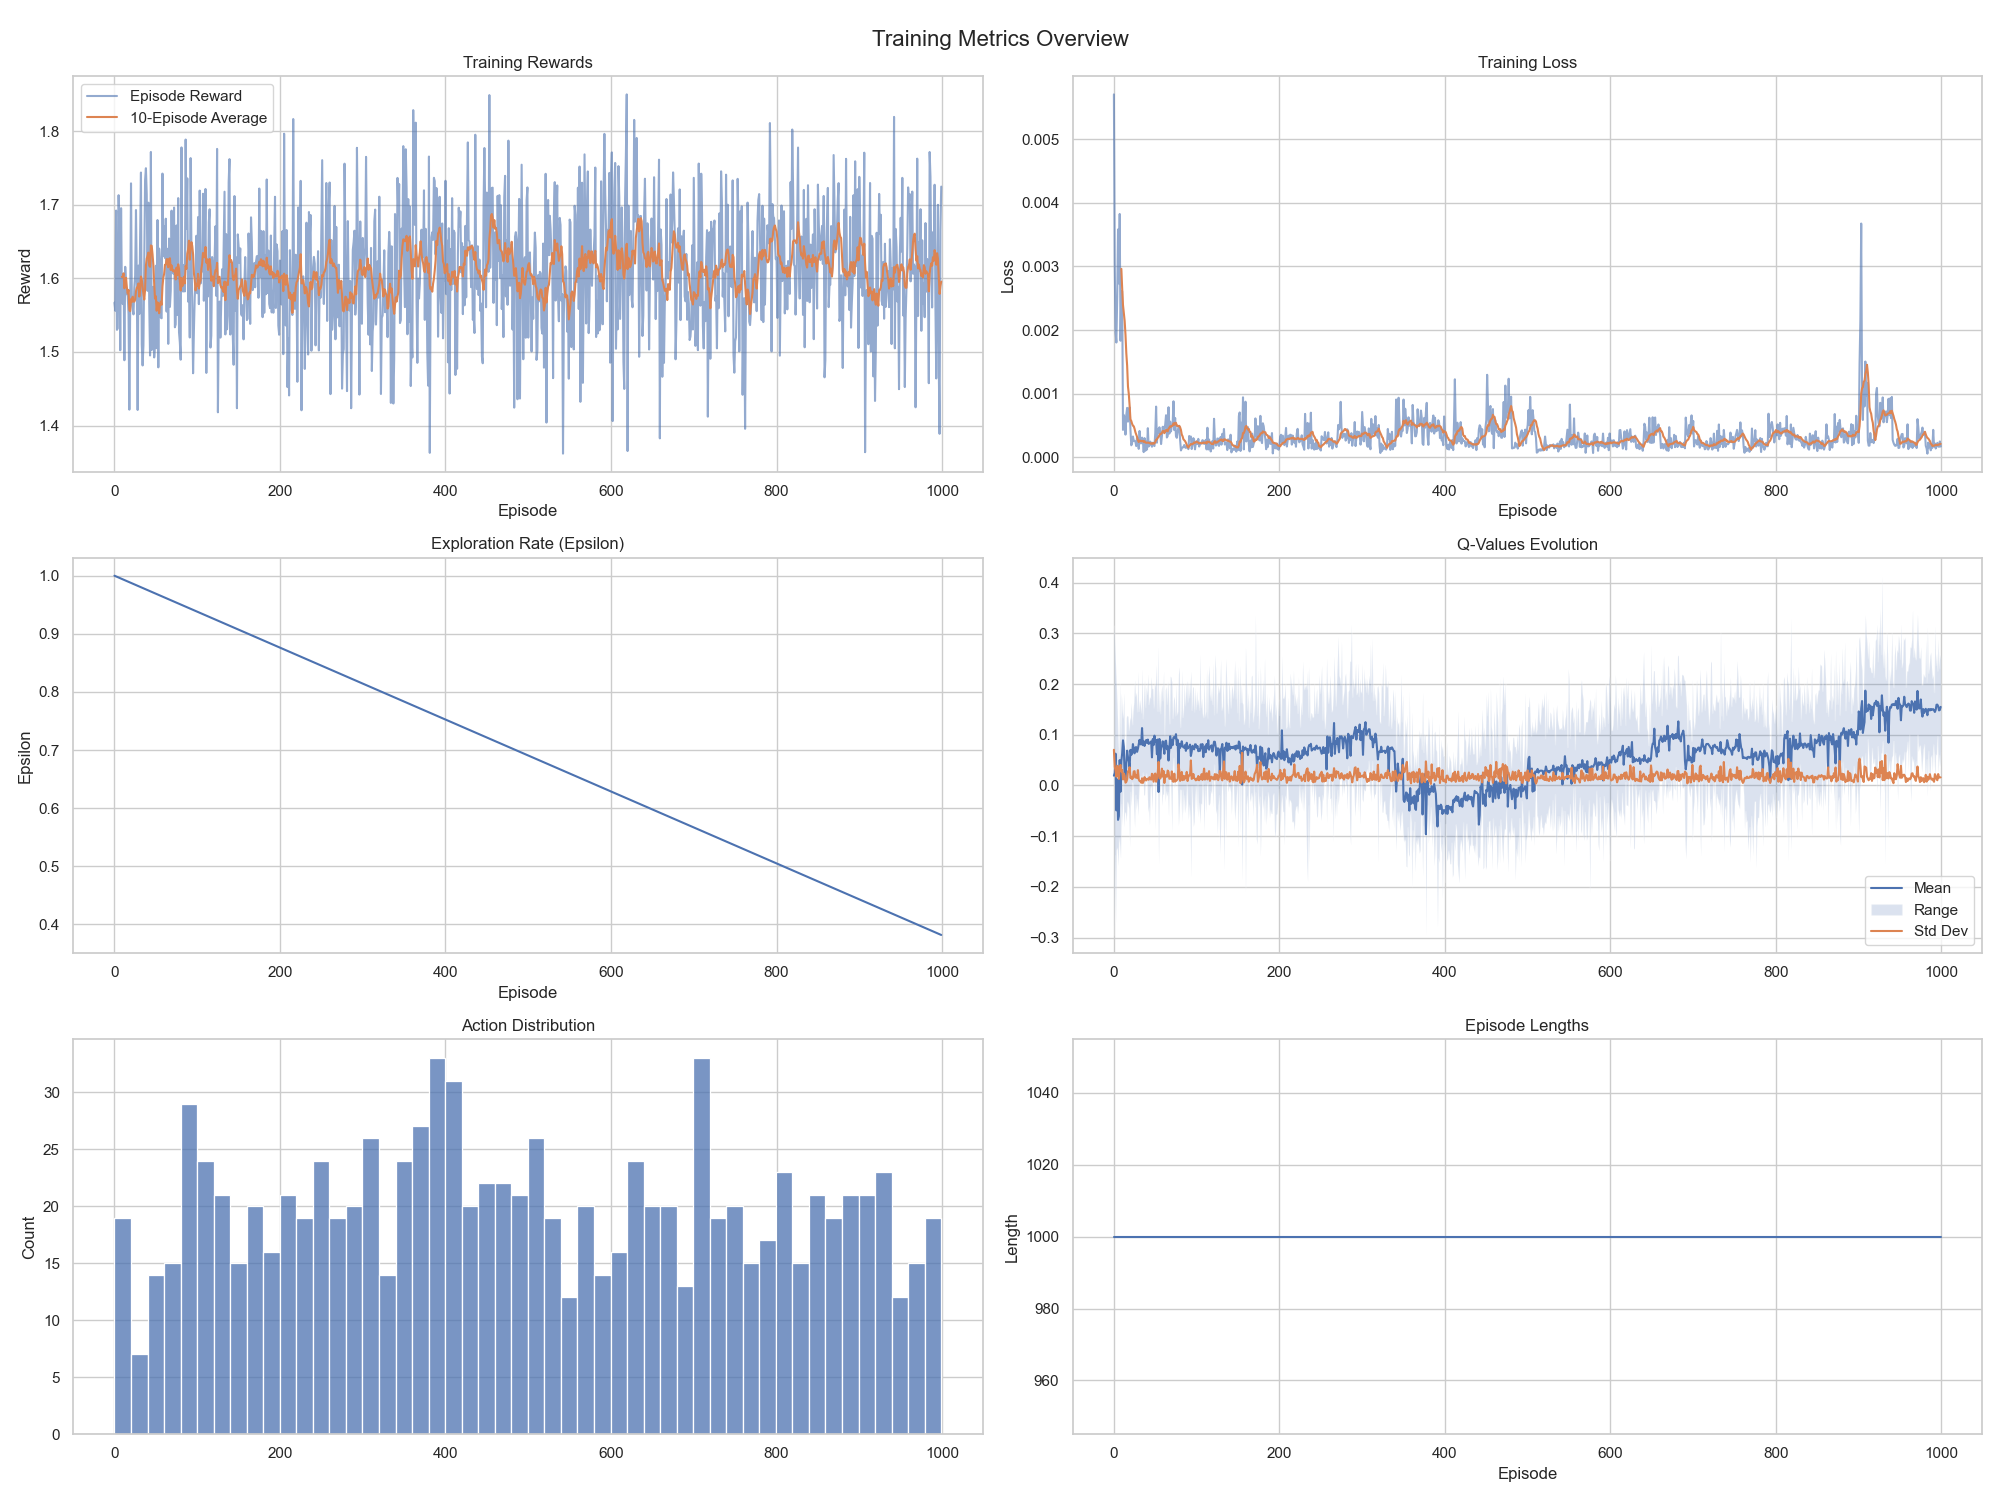 Training Metrics Overview
Training Rewards
Episode Reward
10-Episode Average
1.8
1.7
1.6
1.5
1.4
Reward
0 200 400 600 800 1000
Episode
Training Loss
0.005
0.004
0.003
0.002
0.001
0.000
Loss
0 200 400 600 800 1000
Episode
Exploration Rate (Epsilon)
1.0
0.9
0.8
0.7
0.6
0.5
0.4
Epsilon
0 200 400 600 800 1000
Episode
Q-Values Evolution
0.4
0.3
0.2
0.1
0.0
−0.1
−0.2
−0.3
Mean
Range
Std Dev
0 200 400 600 800 1000
Action Distribution
30
25
20
15
10
5
0
Count
0 200 400 600 800 1000
Episode Lengths
1040
1020
1000
980
960
Length
0 200 400 600 800 1000
Episode